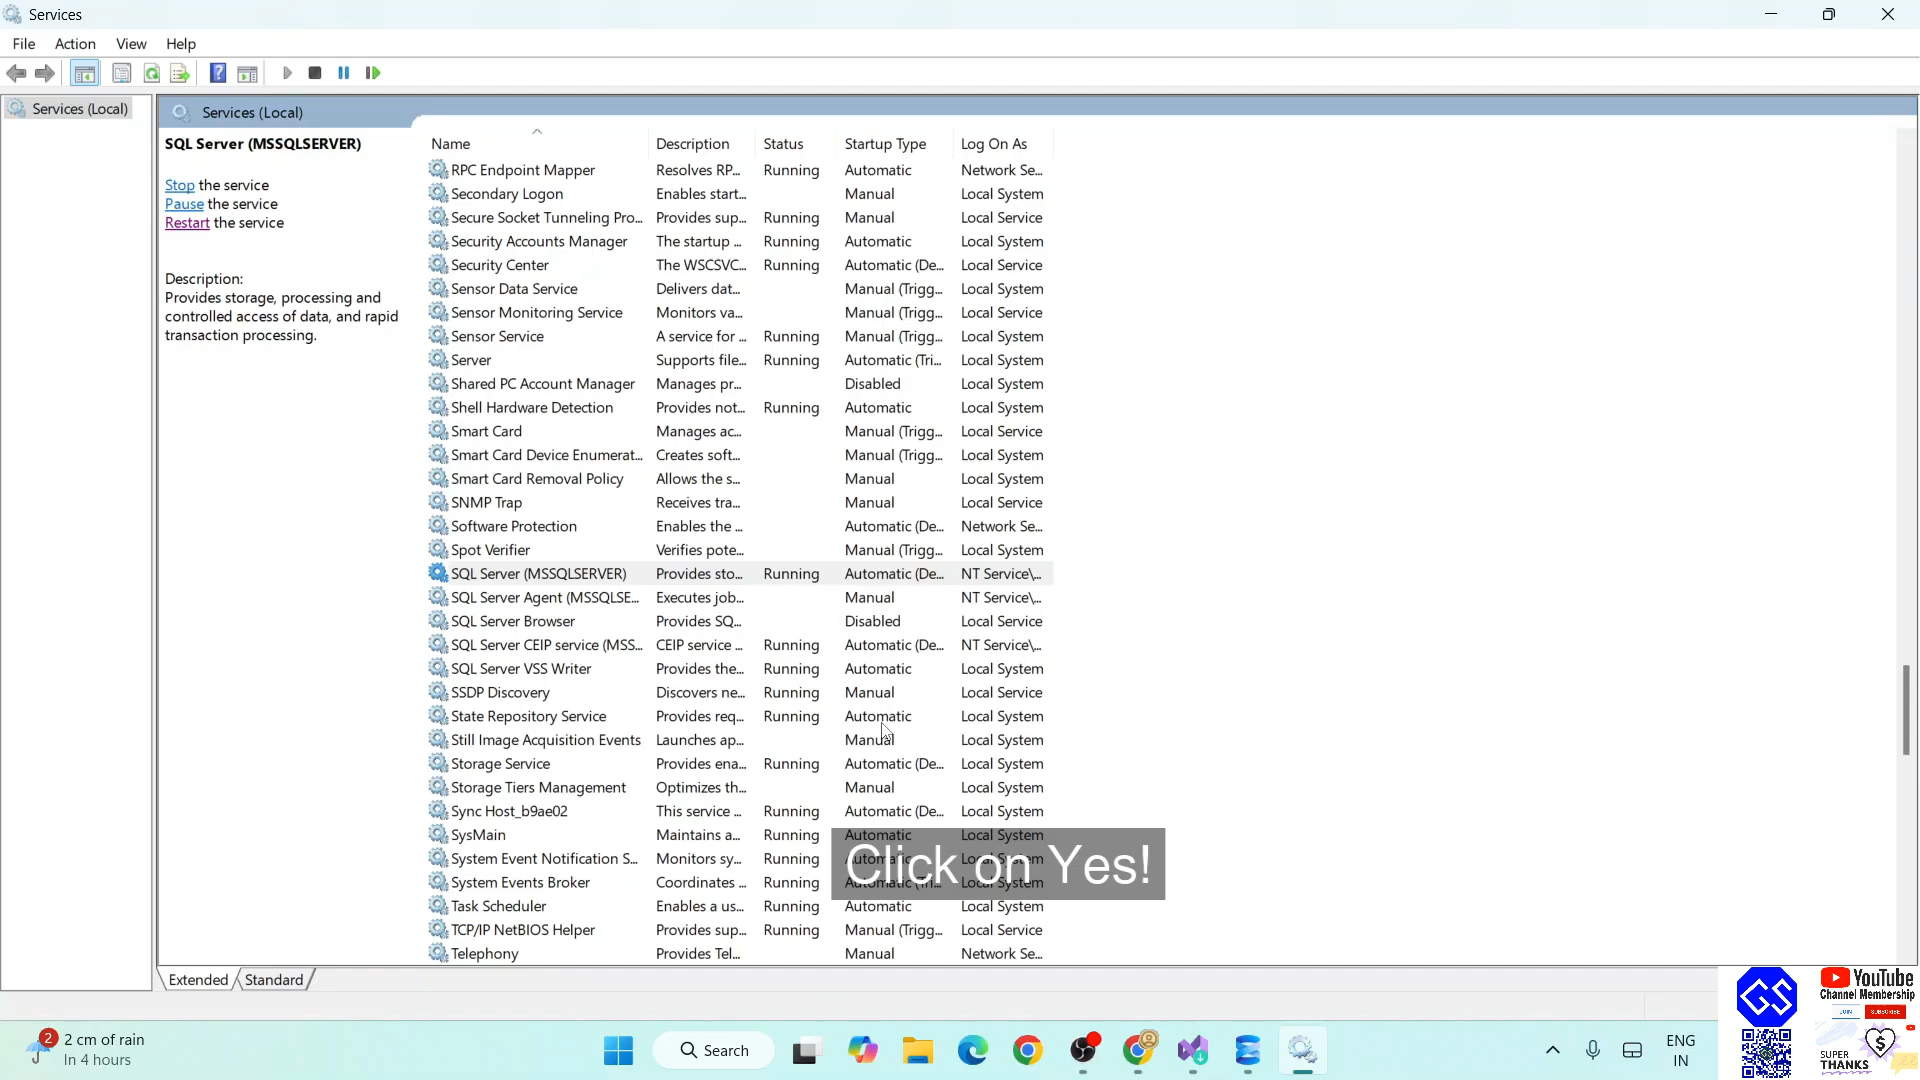 Services
File Action View Help
Services (Local)
Services (Local)
SQL Server (MSSQLSERVER)
Stop the service
Pause the service
Restart the service
Description:
Provides storage, processing and
controlled access of data, and rapid
transaction processing.
Name Description Status Startup Type Log On As
RPC Endpoint Mapper Resolves RP... Running Automatic Network Se...
Secondary Logon Enables start... Manual Local System
Secure Socket Tunneling Pro... Provides sup... Running Manual Local Service
Security Accounts Manager The startup ... Running Automatic Local System
Security Center The WSCSVC... Running Automatic (De... Local Service
Sensor Data Service Delivers dat... Manual (Trigg... Local System
Sensor Monitoring Service Monitors va... Manual (Trigg... Local Service
Sensor Service A service for ... Running Manual (Trigg... Local System
Server Supports file... Running Automatic (Tri... Local System
Shared PC Account Manager Manages pr... Disabled Local System
Shell Hardware Detection Provides not... Running Automatic Local System
Smart Card Manages ac... Manual (Trigg... Local Service
Smart Card Device Enumerat... Creates soft... Manual (Trigg... Local System
Smart Card Removal Policy Allows the s... Manual Local System
SNMP Trap Receives tra... Manual Local Service
Software Protection Enables the ... Automatic (De... Network Se...
Spot Verifier Verifies pote... Manual (Trigg... Local System
SQL Server (MSSQLSERVER) Provides sto... Running Automatic (De... NT Service\...
SQL Server Agent (MSSQLSE... Executes job... Manual NT Service\...
SQL Server Browser Provides SQ... Disabled Local Service
SQL Server CEIP service (MSS... CEIP service ... Running Automatic (De... NT Service\...
SQL Server VSS Writer Provides the... Running Automatic Local System
SSDP Discovery Discovers ne... Running Manual Local Service
State Repository Service Provides req... Running Automatic Local System
Still Image Acquisition Events Launches ap... Manual Local System
Storage Service Provides ena... Running Automatic (De... Local System
Storage Tiers Management Optimizes th... Manual Local System
Sync Host_b9ae02 This service ... Running Automatic (De... Local System
SysMain Maintains a... Running Automatic Local System
System Event Notification S... Monitors sy... Running Automatic Local System
System Events Broker Coordinates ... Running Automatic (Tri... Local System
Task Scheduler Enables a us... Running Automatic Local System
TCP/IP NetBIOS Helper Provides sup... Running Manual (Trigg... Local Service
Telephony Provides Tel... Manual Network Se...
Click on Yes!
Extended Standard
GS
YouTube
Channel Membership
JOIN SUBSCRIBE
SUPER
THANKS
2
2 cm of rain
In 4 hours
Search
ENG
IN